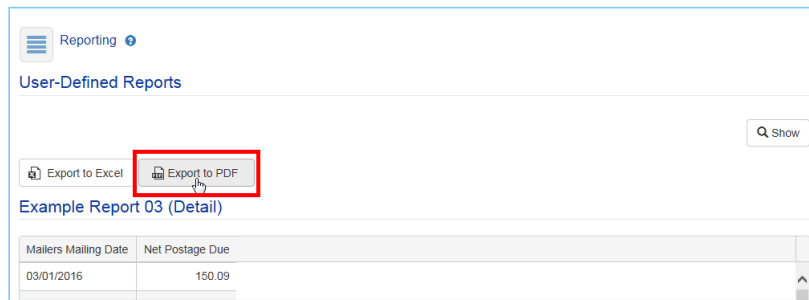 Reporting
User-Defined Reports
Show
Export to Excel Export to PDF
Example Report 03 (Detail)
Mailers Mailing Date Net Postage Due
03/01/2016 150.09